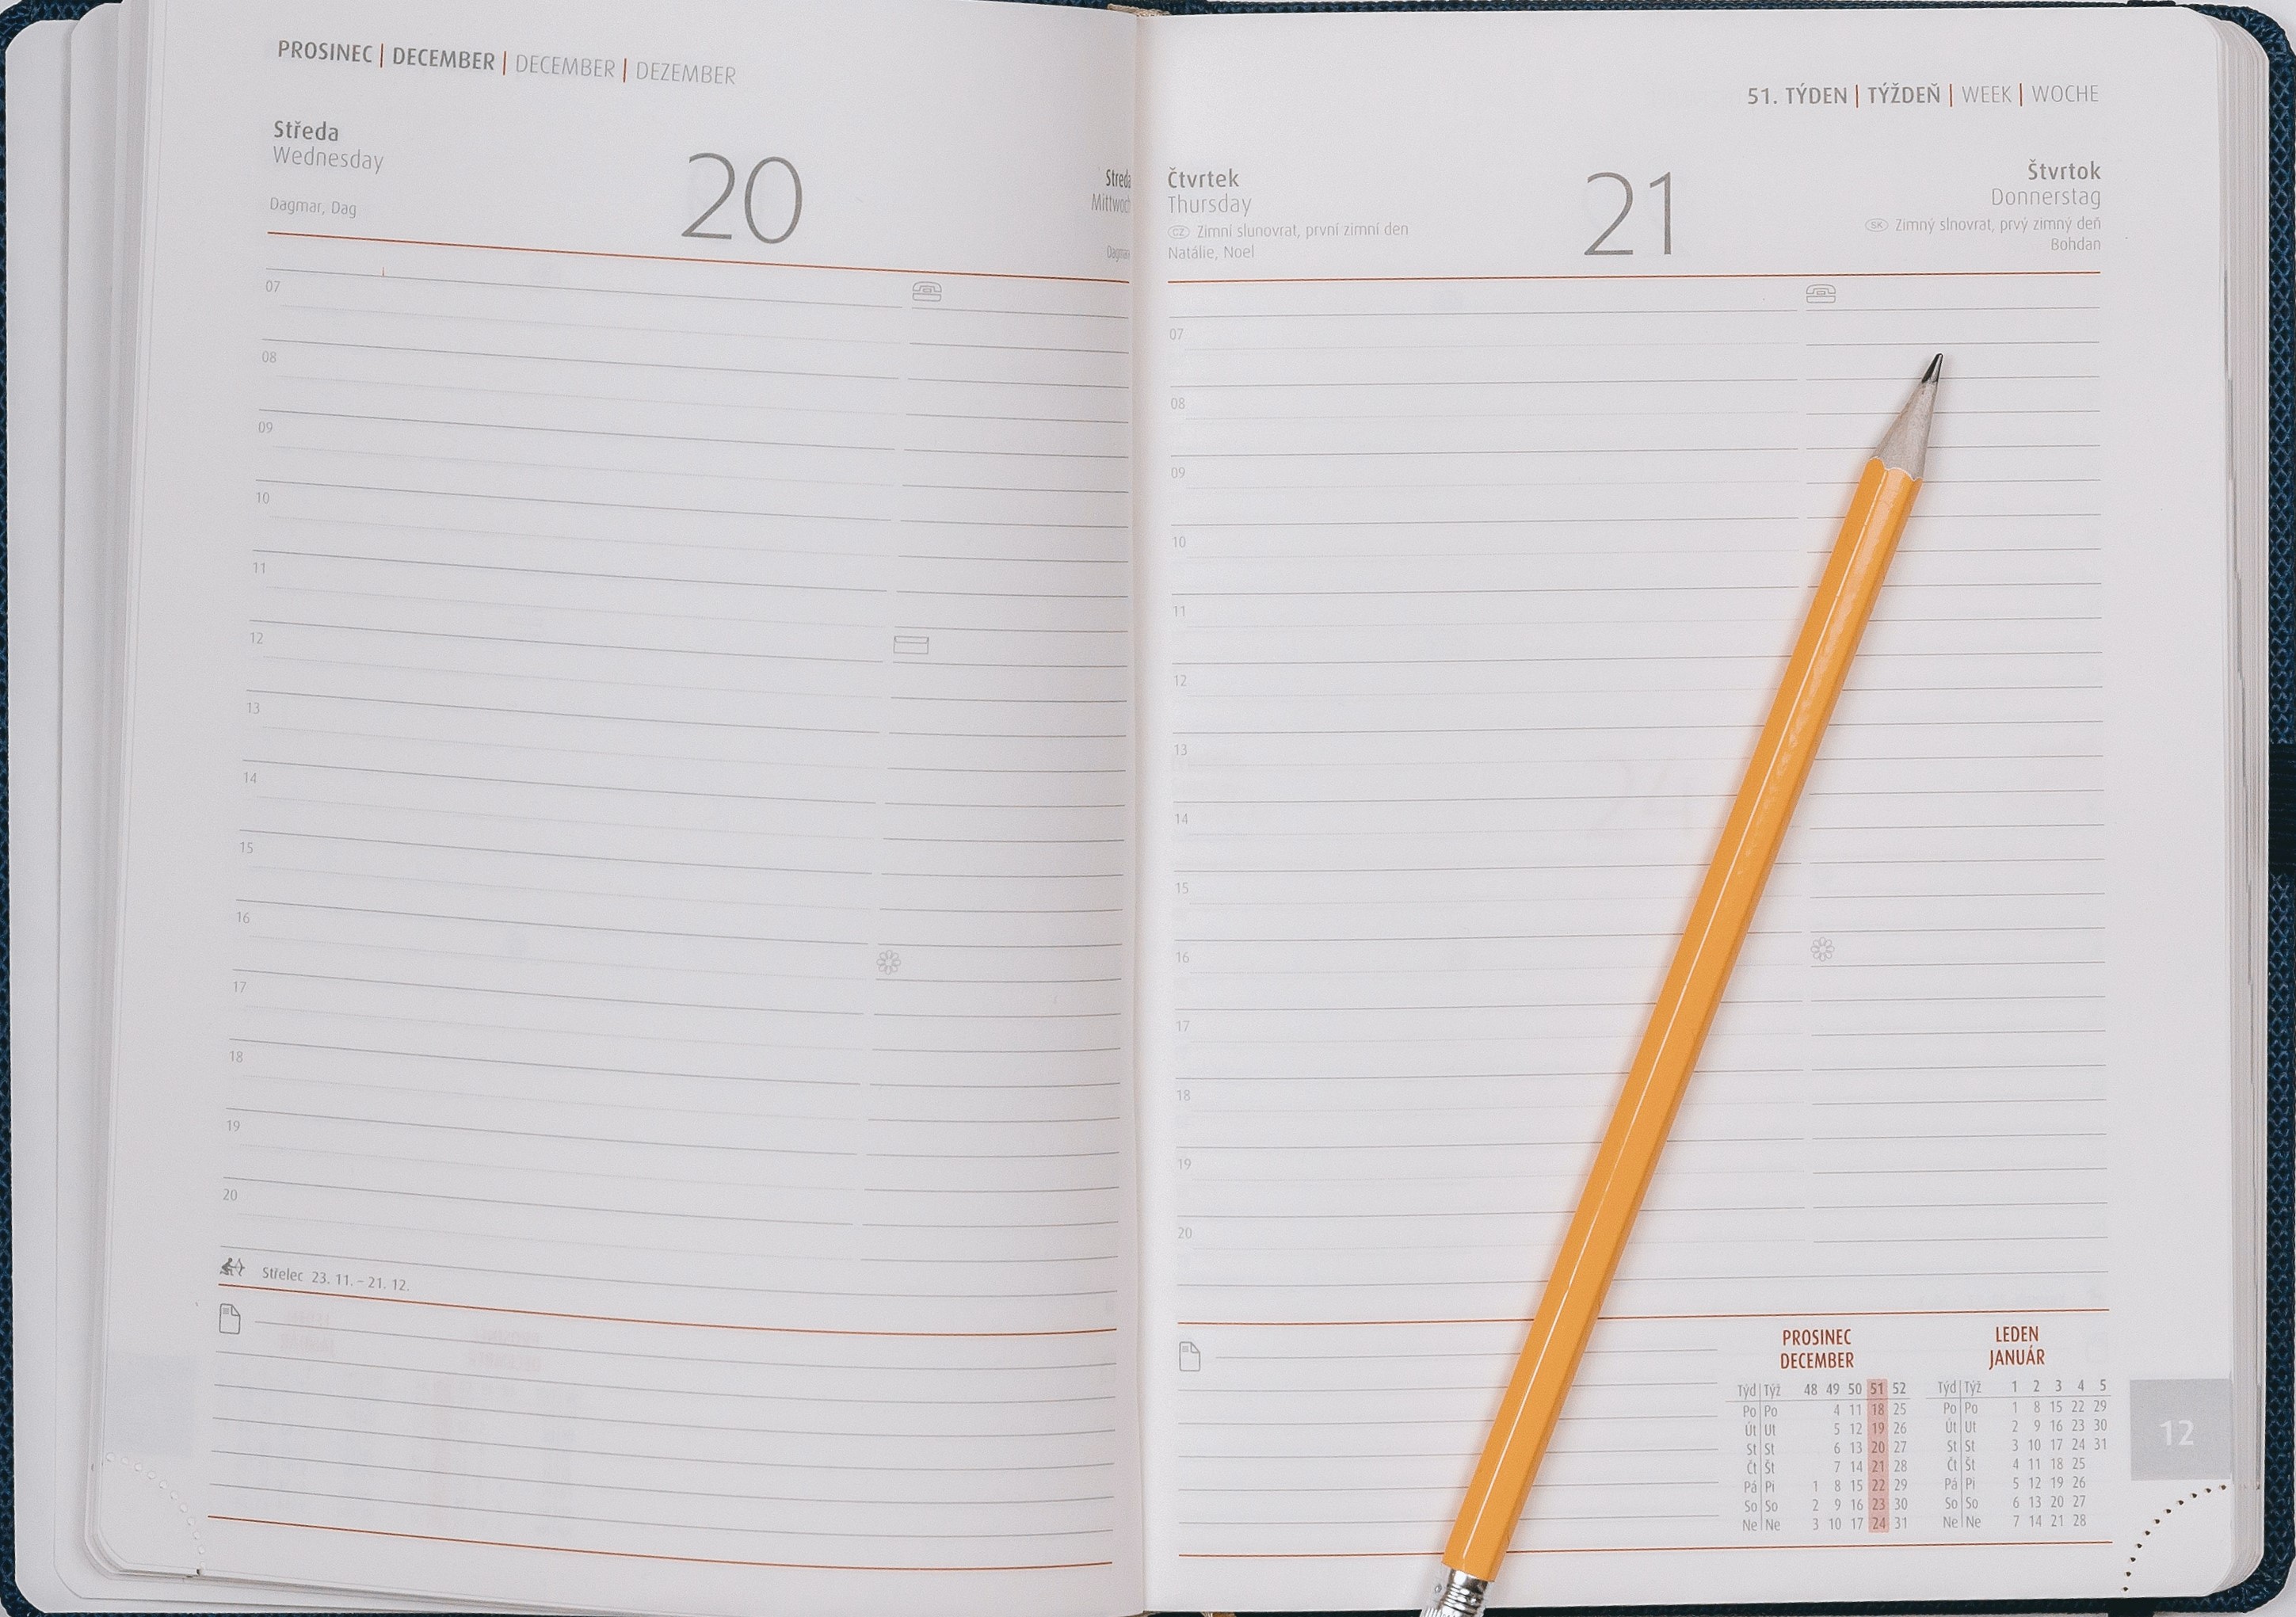 PROSINEC | DECEMBER | DECEMBER | DEZEMBER
Středa
Wednesday
20
Dagmar, Dag
Streda
Mittwoch
07
08
09
10
11
12
13
14
15
16
17
18
19
20
Střelec 23. 11. – 21. 12.
51. TÝDEN | TÝŽDEŇ | WEEK | WOCHE
Čtvrtek
Thursday
CZ Zimní slunovrat, první zimní den
Natálie, Noel
21
Štvrtok
Donnerstag
SK Zimný slnovrat, prvý zimný deň
Bohdan
07
08
09
10
11
12
13
14
15
16
17
18
19
20
PROSINEC
DECEMBER
Týd | Týž 48 49 50 51 52
Po | Po 4 11 18 25
Út | Ut 5 12 19 26
St | St 6 13 20 27
Čt | Št 7 14 21 28
Pá | Pi 1 8 15 22 29
So | So 2 9 16 23 30
Ne | Ne 3 10 17 24 31
LEDEN
JANUÁR
Týd | Týž 1 2 3 4 5
Po | Po 1 8 15 22 29
Út | Ut 2 9 16 23 30
St | St 3 10 17 24 31
Čt | Št 4 11 18 25
Pá | Pi 5 12 19 26
So | So 6 13 20 27
Ne | Ne 7 14 21 28
12